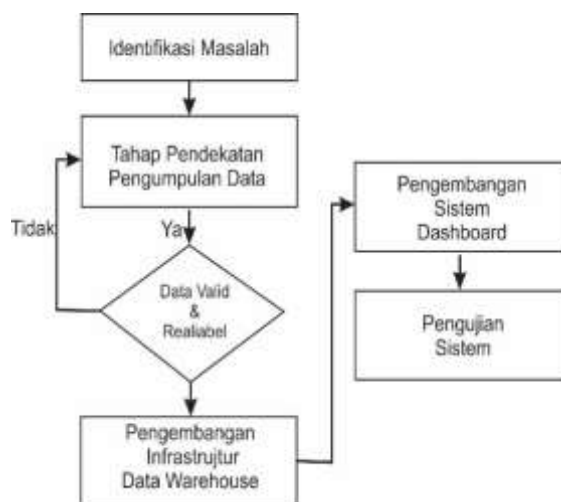 Identifikasi Masalah
Tahap Pendekatan
Pengumpulan Data
Tidak
Ya
Data Valid
&
Realiabel
Pengembangan
Infrastrujtur
Data Warehouse
Pengembangan
Sistem
Dashboard
Pengujian
Sistem